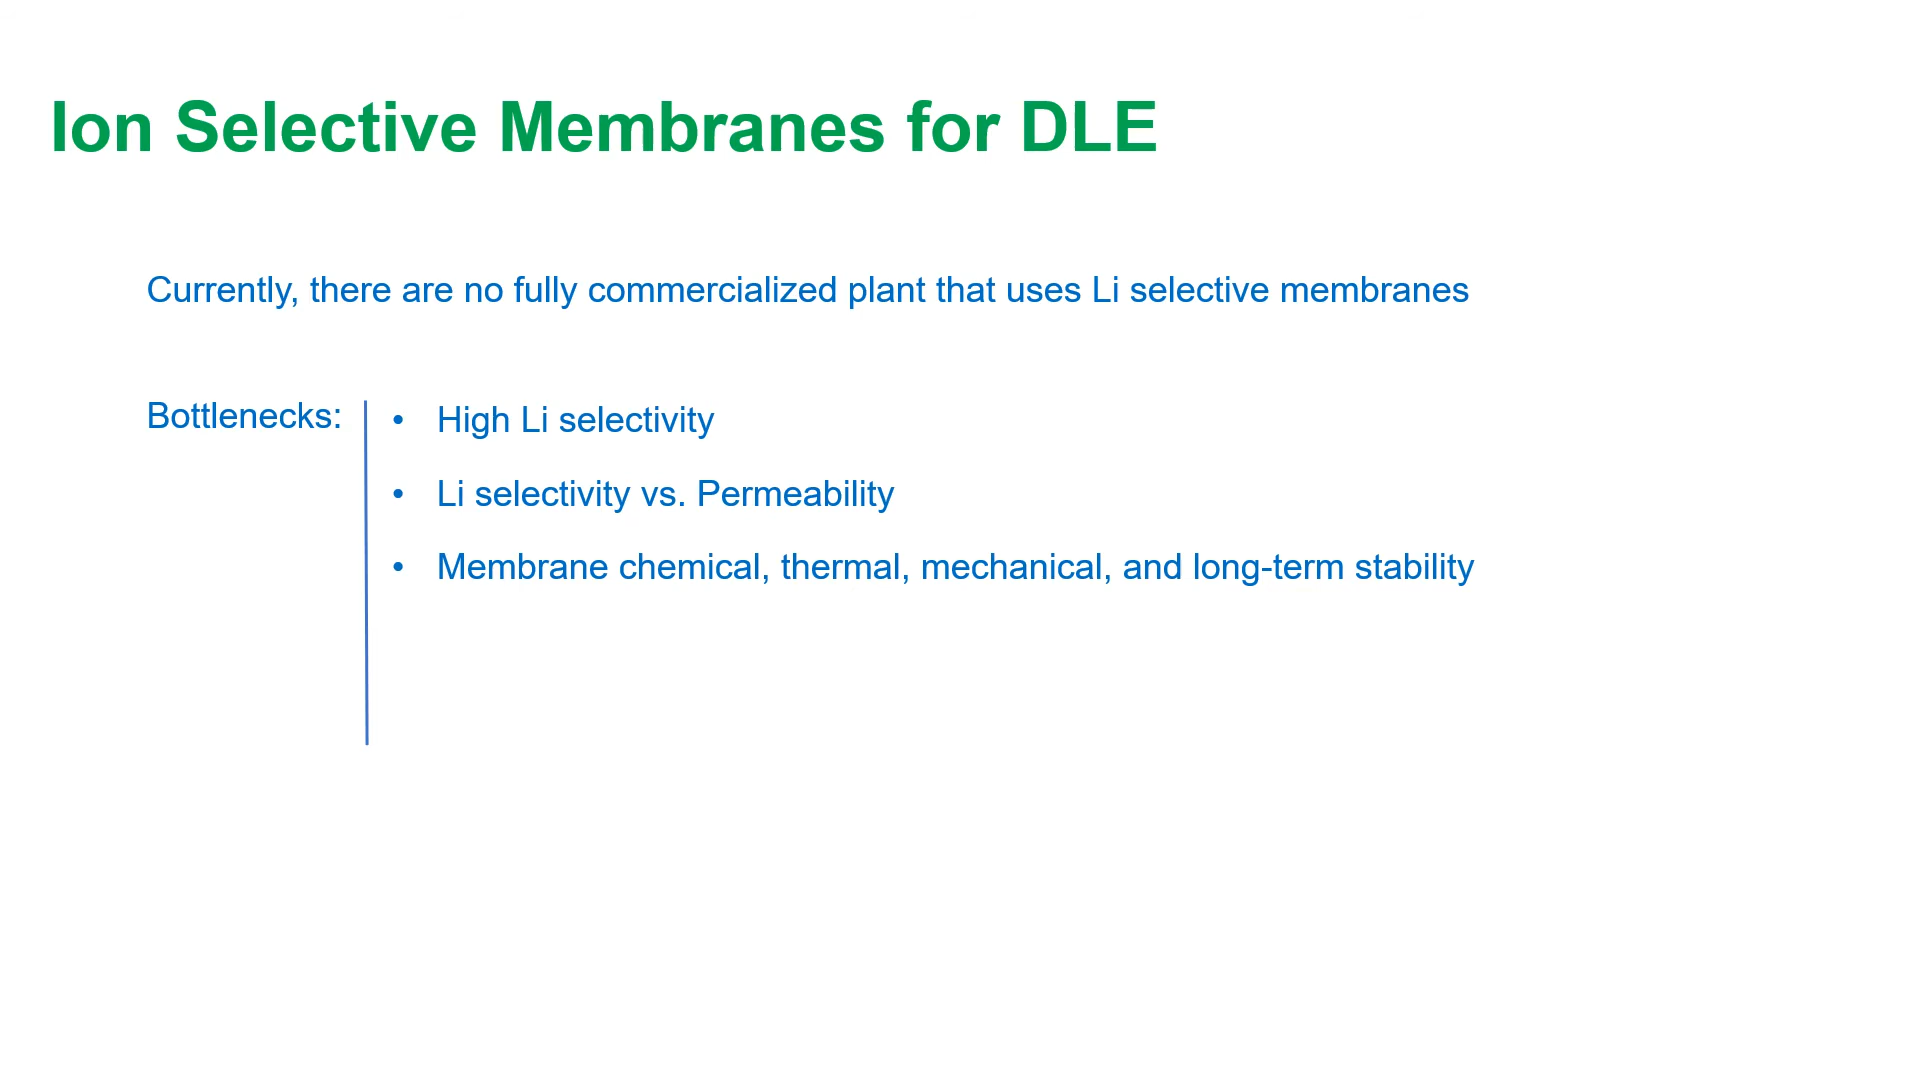 Ion Selective Membranes for DLE
Currently, there are no fully commercialized plant that uses Li selective membranes
Bottlenecks:
• High Li selectivity
• Li selectivity vs. Permeability
• Membrane chemical, thermal, mechanical, and long-term stability